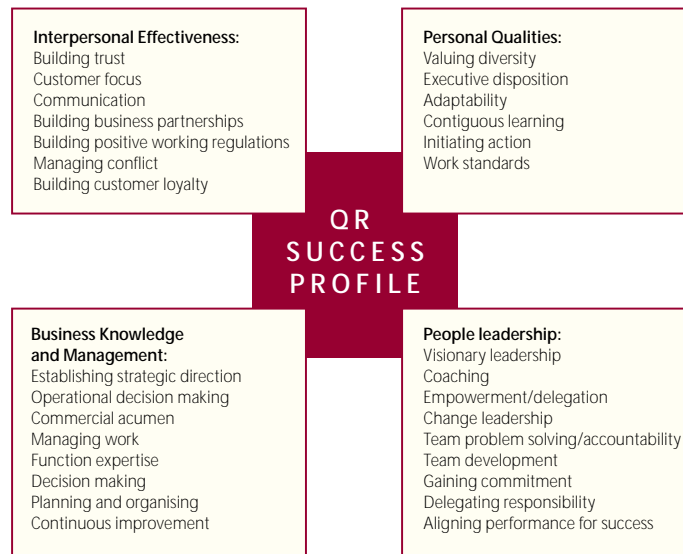 Interpersonal Effectiveness:
Building trust
Customer focus
Communication
Building business partnerships
Building positive working regulations
Managing conflict
Building customer loyalty
Personal Qualities:
Valuing diversity
Executive disposition
Adaptability
Contiguous learning
Initiating action
Work standards
QR
SUCCESS
PROFILE
Business Knowledge
and Management:
Establishing strategic direction
Operational decision making
Commercial acumen
Managing work
Function expertise
Decision making
Planning and organising
Continuous improvement
People leadership:
Visionary leadership
Coaching
Empowerment/delegation
Change leadership
Team problem solving/accountability
Team development
Gaining commitment
Delegating responsibility
Aligning performance for success